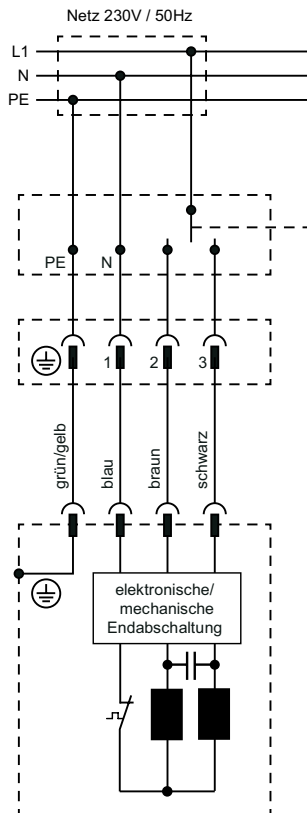 Netz 230V / 50Hz
L1
N
PE
PE
N
1
2
3
grün/gelb
blau
braun
schwarz
elektronische/
mechanische
Endabschaltung